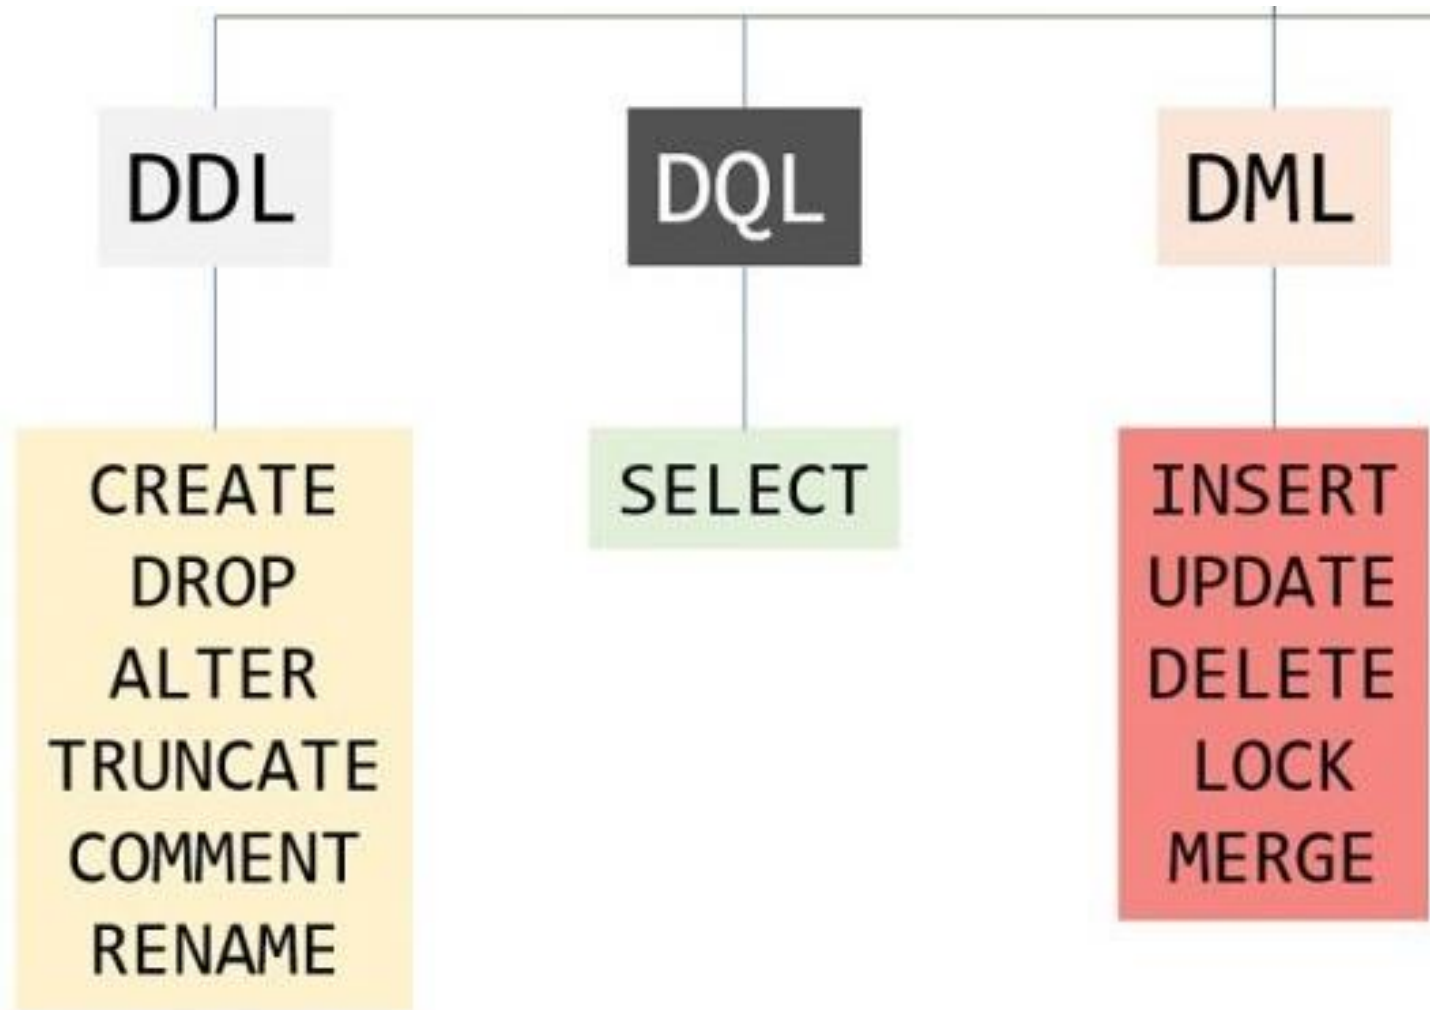 DDL
DQL
DML
CREATE
DROP
ALTER
TRUNCATE
COMMENT
RENAME
SELECT
INSERT
UPDATE
DELETE
LOCK
MERGE